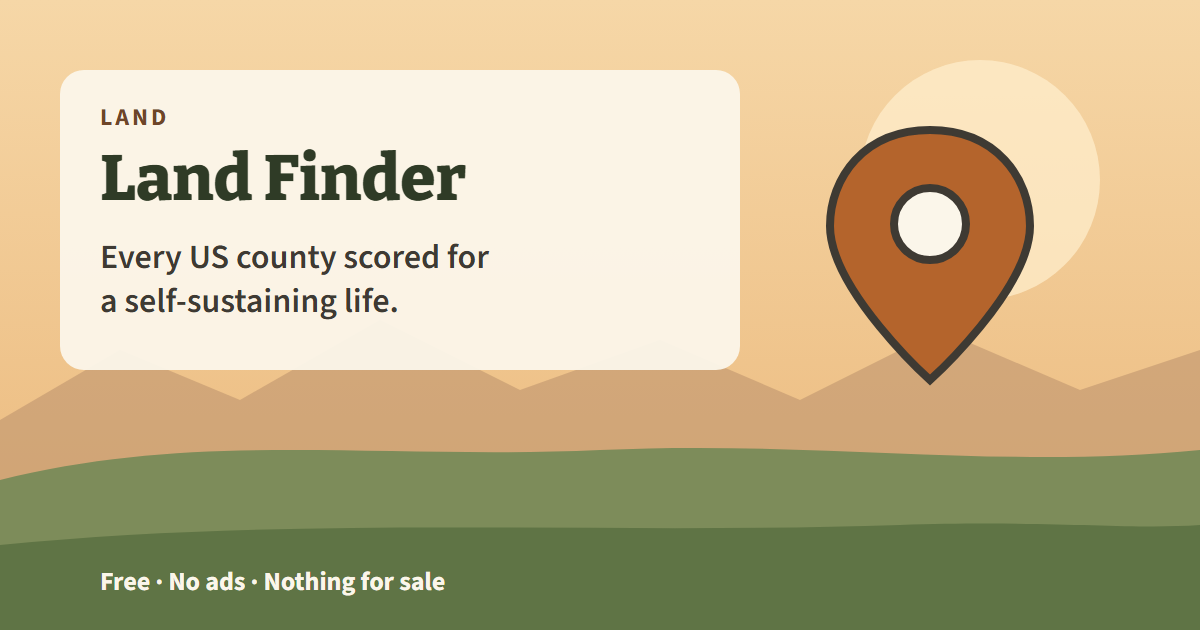 LAND
Land Finder
Every US county scored for
a self-sustaining life.
Free · No ads · Nothing for sale